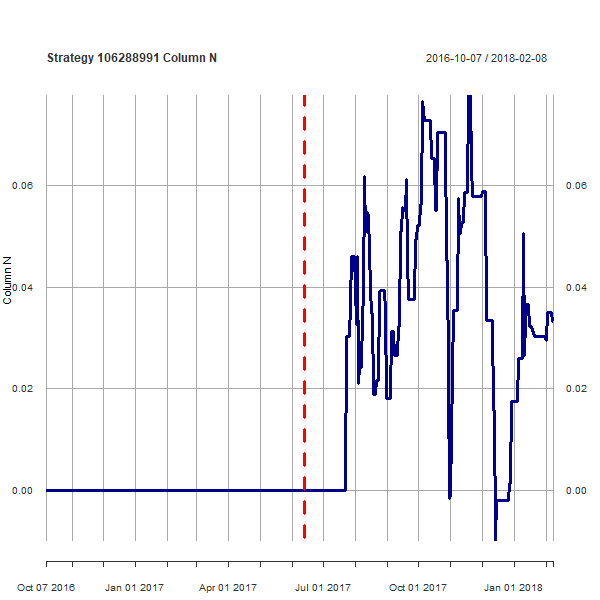 Strategy 106288991 Column N
2016-10-07 / 2018-02-08
Column N
0.06
0.06
0.04
0.04
0.02
0.02
0.00
0.00
Oct 07 2016
Jan 01 2017
Apr 01 2017
Jul 01 2017
Oct 01 2017
Jan 01 2018